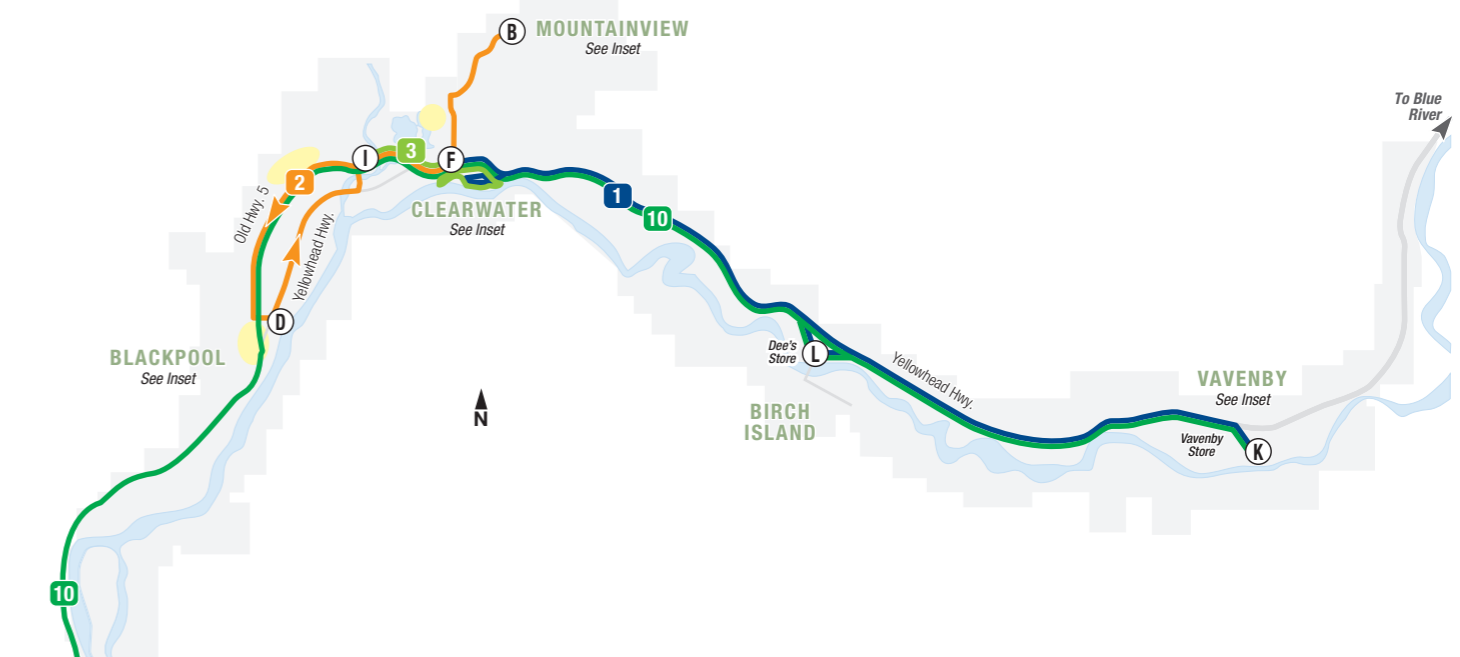 B
MOUNTAINVIEW
See Inset
To Blue
River
I
3
F
2
1
10
CLEARWATER
See Inset
Old Hwy. 5
Yellowhead Hwy.
D
BLACKPOOL
See Inset
Dee's
Store
L
Yellowhead Hwy.
N
BIRCH
ISLAND
VAVENBY
See Inset
Vavenby
Store
K
10